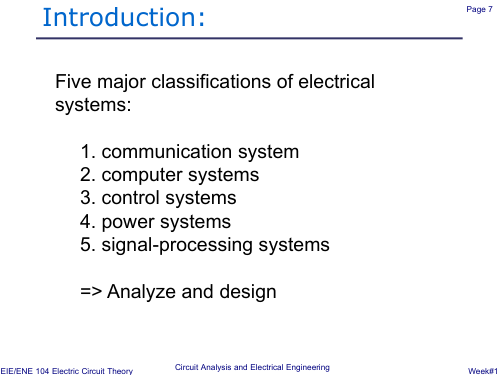 Introduction:
Page 7
Five major classifications of electrical
systems:
1. communication system
2. computer systems
3. control systems
4. power systems
5. signal-processing systems
=> Analyze and design
EIE/ENE 104 Electric Circuit Theory
Circuit Analysis and Electrical Engineering
Week#1